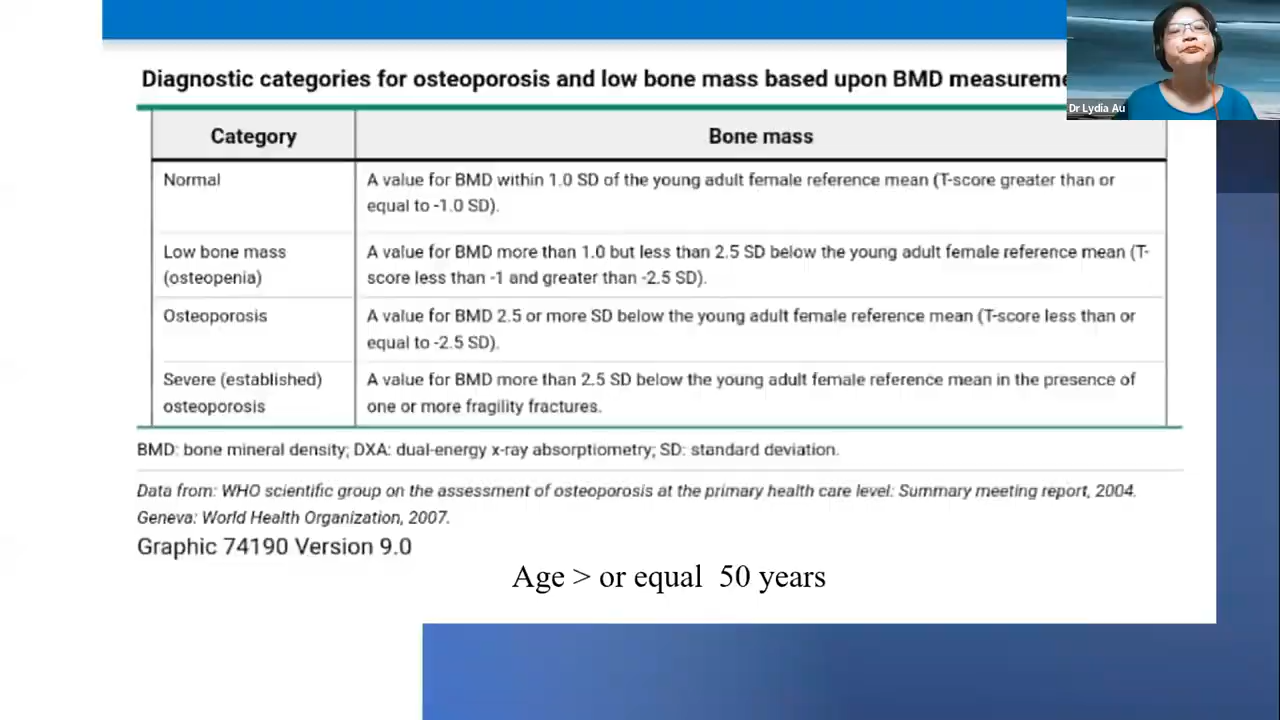 Diagnostic categories for osteoporosis and low bone mass based upon BMD
Dr Lydia Au
Category
Bone mass
Normal
A value for BMD within 1.0 SD of the young adult female reference mean (T-score greater than or
equal to -1.0 SD).
Low bone mass
(osteopenia)
A value for BMD more than 1.0 but less than 2.5 SD below the young adult female reference mean (T-
score less than -1 and greater than -2.5 SD).
Osteoporosis
A value for BMD 2.5 or more SD below the young adult female reference mean (T-score less than or
equal to -2.5 SD).
Severe (established)
osteoporosis
A value for BMD more than 2.5 SD below the young adult female reference mean in the presence of
one or more fragility fractures.
BMD: bone mineral density; DXA: dual-energy x-ray absorptiometry; SD: standard deviation.
Data from: WHO scientific group on the assessment of osteoporosis at the primary health care level: Summary meeting report, 2004.
Geneva: World Health Organization, 2007.
Graphic 74190 Version 9.0
Age > or equal 50 years